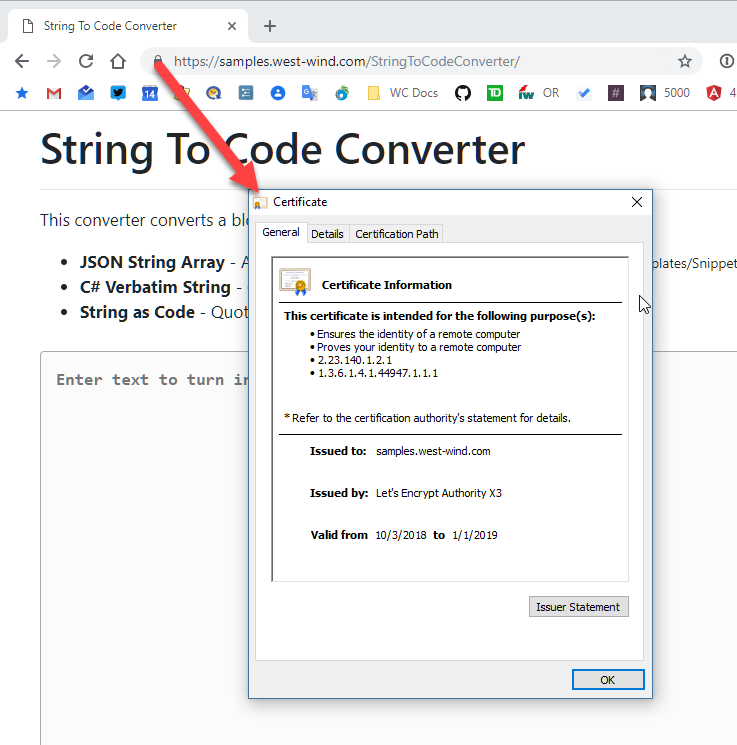 String To Code Converter
https://samples.west-wind.com/StringToCodeConverter/
14
WC Docs
TD
OR
#
5000
4
String To Code Converter
This converter converts a
Certificate
General Details Certification Path
JSON String Array - A
plates/Snippet
C# Verbatim String -
String as Code - Quot
Enter text to turn in
Certificate Information
This certificate is intended for the following purpose(s):
• Ensures the identity of a remote computer
• Proves your identity to a remote computer
• 2.23.140.1.2.1
• 1.3.6.1.4.1.44947.1.1.1
* Refer to the certification authority's statement for details.
Issued to: samples.west-wind.com
Issued by: Let's Encrypt Authority X3
Valid from 10/3/2018 to 1/1/2019
Issuer Statement
OK